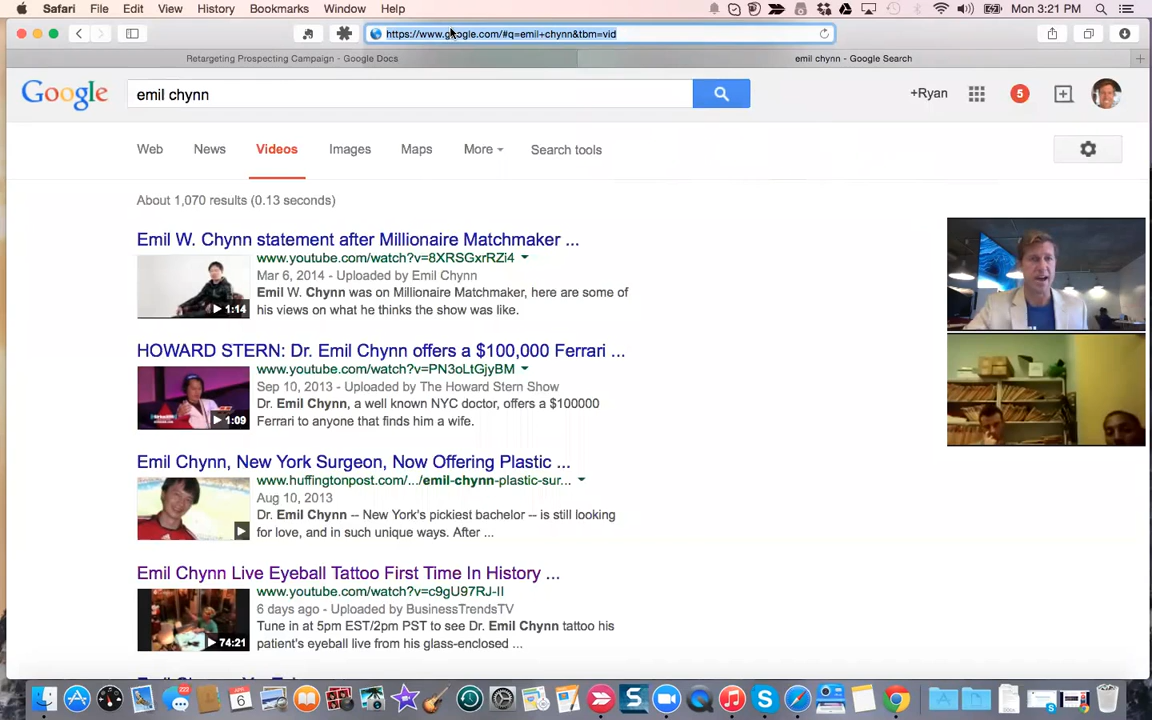 Safari File Edit View History Bookmarks Window Help Mon 3:21 PM
https://www.google.com/#q=emil+chynn&tbm=vid
Retargeting Prospecting Campaign - Google Docs emil chynn - Google Search
Google emil chynn +Ryan 5
Web News Videos Images Maps More Search tools
About 1,070 results (0.13 seconds)
Emil W. Chynn statement after Millionaire Matchmaker ...
www.youtube.com/watch?v=8XRSGxrRZi4
Mar 6, 2014 - Uploaded by Emil Chynn
Emil W. Chynn was on Millionaire Matchmaker, here are some of
his views on what he thinks the show was like.
1:14
HOWARD STERN: Dr. Emil Chynn offers a $100,000 Ferrari ...
www.youtube.com/watch?v=PN3oLtGjyBM
Sep 10, 2013 - Uploaded by The Howard Stern Show
Dr. Emil Chynn, a well known NYC doctor, offers a $100000
Ferrari to anyone that finds him a wife.
1:09
Emil Chynn, New York Surgeon, Now Offering Plastic ...
www.huffingtonpost.com/.../emil-chynn-plastic-sur...
Aug 10, 2013
Dr. Emil Chynn -- New York's pickiest bachelor -- is still looking
for love, and in such unique ways. After ...
Emil Chynn Live Eyeball Tattoo First Time In History ...
www.youtube.com/watch?v=c9gU97RJ-II
6 days ago - Uploaded by BusinessTrendsTV
Tune in at 5pm EST/2pm PST to see Dr. Emil Chynn tattoo his
patient's eyeball live from his glass-enclosed ...
74:21
6